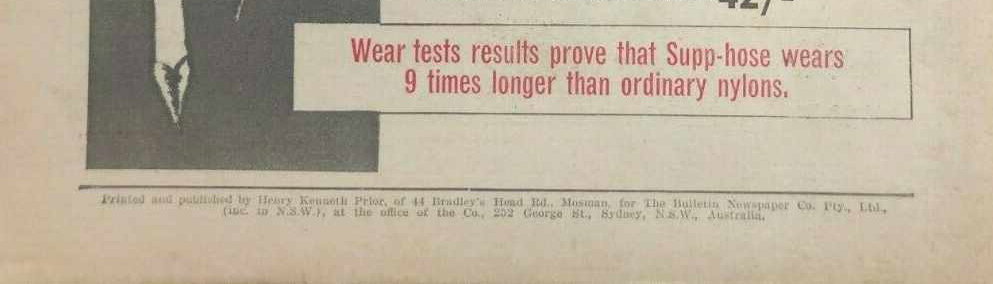 42/-
Wear tests results prove that Supp-hose wears
9 times longer than ordinary nylons.
Printed and published by Henry Kenneth Prior, of 44 Bradley's Head Rd., Mosman, for The Bulletin Newspaper Co. Pty., Ltd.,
(inc. in N.S.W.), at the office of the Co., 252 George St., Sydney, N.S.W., Australia.